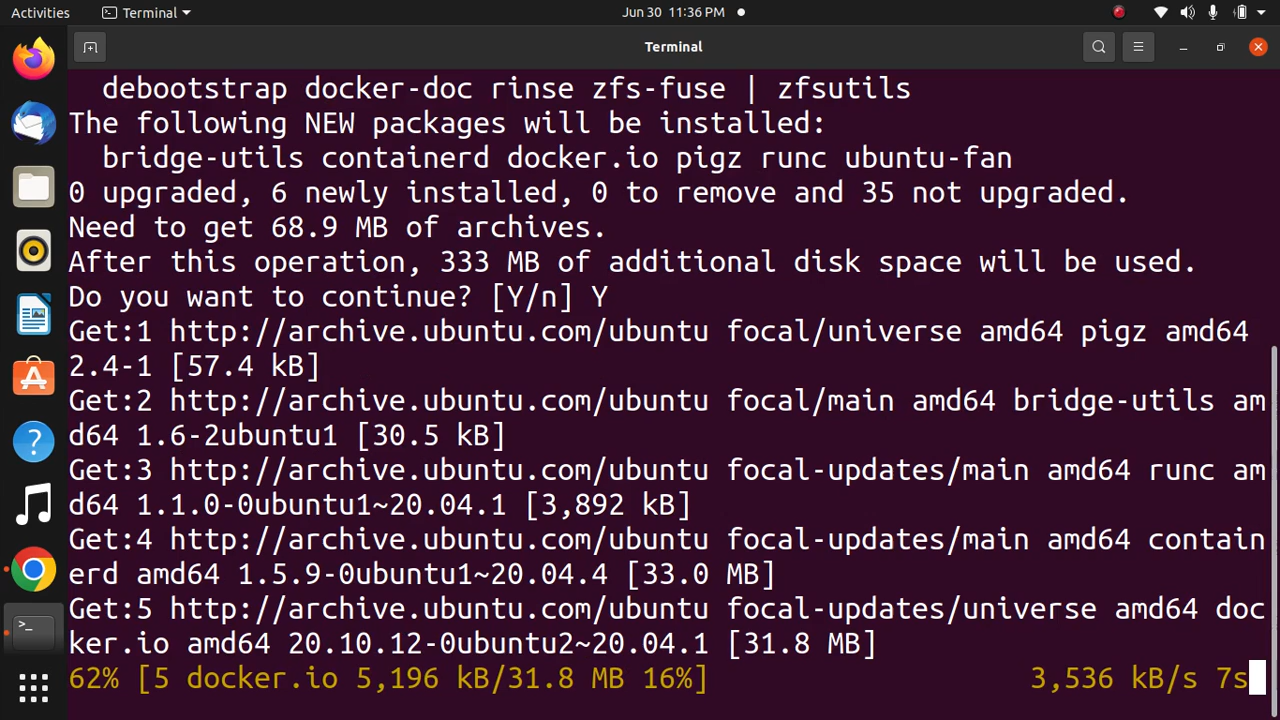 Activities Terminal Jun 30 11:36 PM
Terminal
debootstrap docker-doc rinse zfs-fuse | zfsutils
The following NEW packages will be installed:
bridge-utils containerd docker.io pigz runc ubuntu-fan
0 upgraded, 6 newly installed, 0 to remove and 35 not upgraded.
Need to get 68.9 MB of archives.
After this operation, 333 MB of additional disk space will be used.
Do you want to continue? [Y/n] Y
Get:1 http://archive.ubuntu.com/ubuntu focal/universe amd64 pigz amd64
2.4-1 [57.4 kB]
Get:2 http://archive.ubuntu.com/ubuntu focal/main amd64 bridge-utils am
d64 1.6-2ubuntu1 [30.5 kB]
Get:3 http://archive.ubuntu.com/ubuntu focal-updates/main amd64 runc am
d64 1.1.0-0ubuntu1~20.04.1 [3,892 kB]
Get:4 http://archive.ubuntu.com/ubuntu focal-updates/main amd64 contain
erd amd64 1.5.9-0ubuntu1~20.04.4 [33.0 MB]
Get:5 http://archive.ubuntu.com/ubuntu focal-updates/universe amd64 doc
ker.io amd64 20.10.12-0ubuntu2~20.04.1 [31.8 MB]
62% [5 docker.io 5,196 kB/31.8 MB 16%] 3,536 kB/s 7s